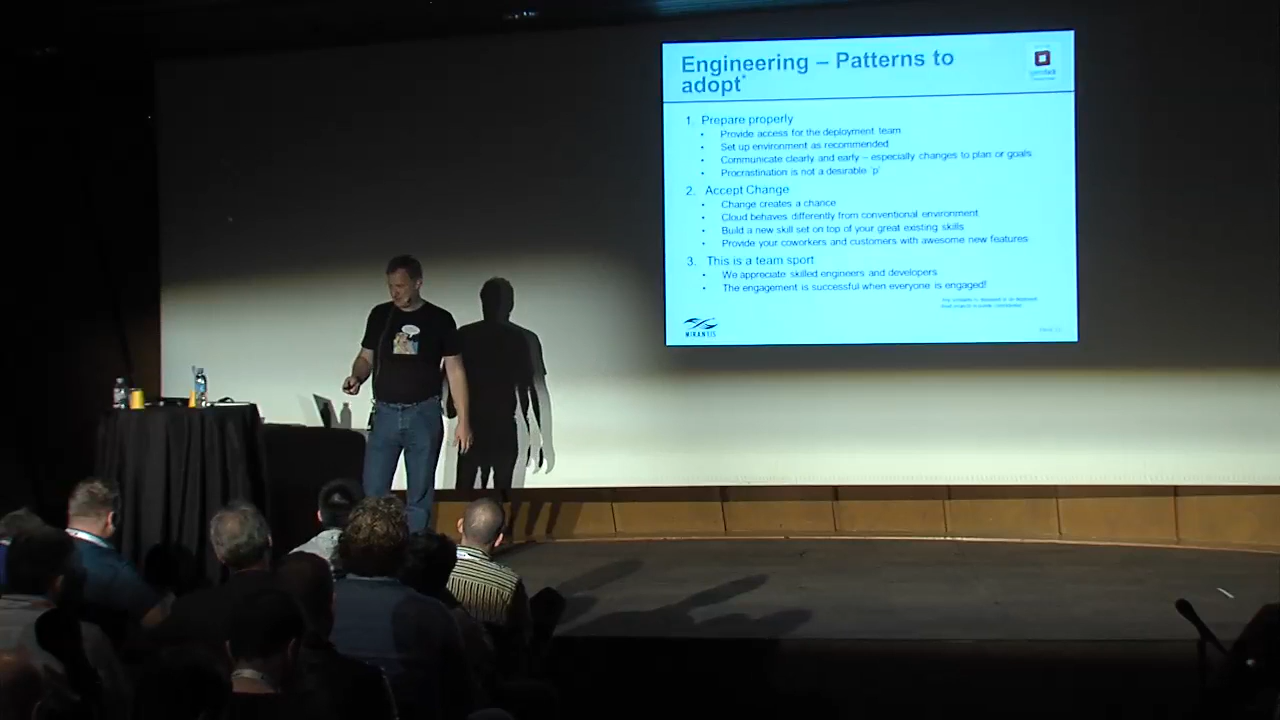 Engineering – Patterns to
adopt*
1. Prepare properly
• Provide access for the deployment team
• Set up environment as recommended
• Communicate clearly and early – especially changes to plan or goals
• Procrastination is not a desirable 'p'
2. Accept Change
• Change creates a chance
• Cloud behaves differently from conventional environment
• Build a new skill set on top of your great existing skills
• Provide your coworkers and customers with awesome new features
3. This is a team sport
• We appreciate skilled engineers and developers
• The engagement is successful when everyone is engaged!
MIRANTIS